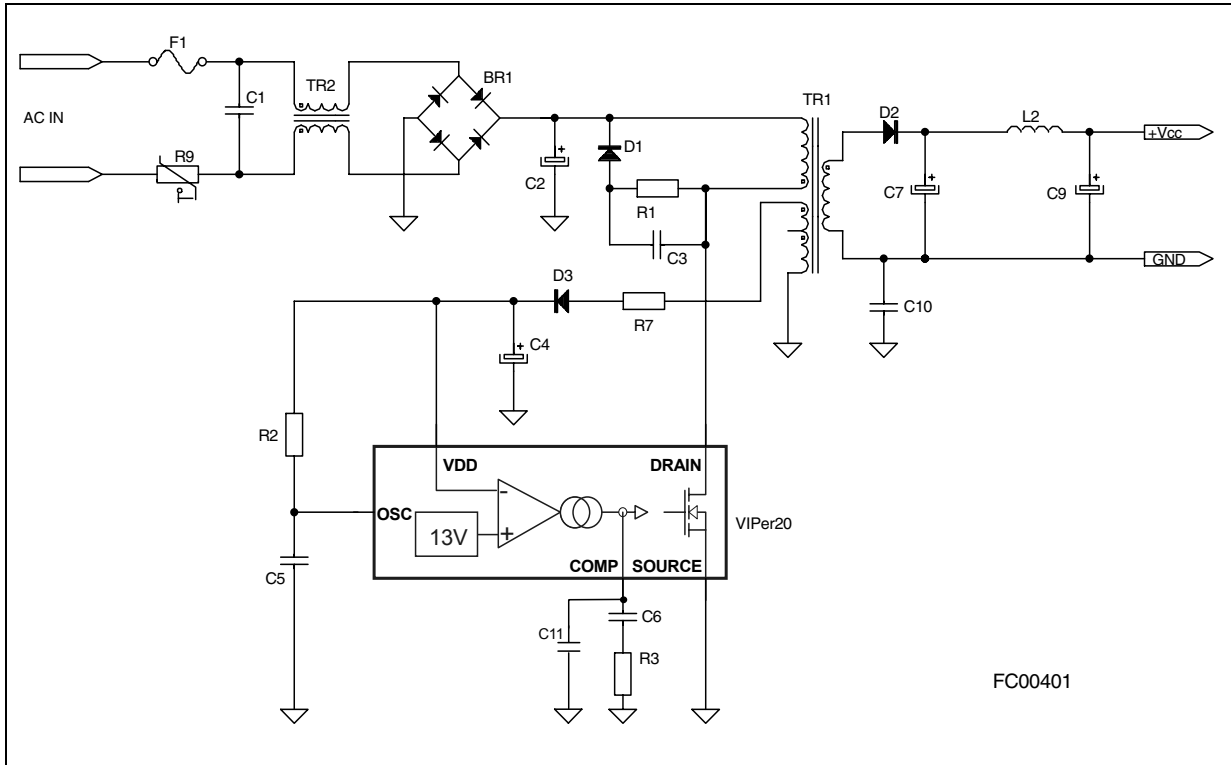 F1
TR2
BR1
C1
AC IN
R9
T°
C2
D1
R1
C3
TR1
D2
L2
+Vcc
C7
+
C9
+
GND
C10
+
D3
R7
C4
+
R2
VDD
DRAIN
OSC
-
+
13V
VIPer20
COMP
SOURCE
C5
C11
C6
R3
FC00401